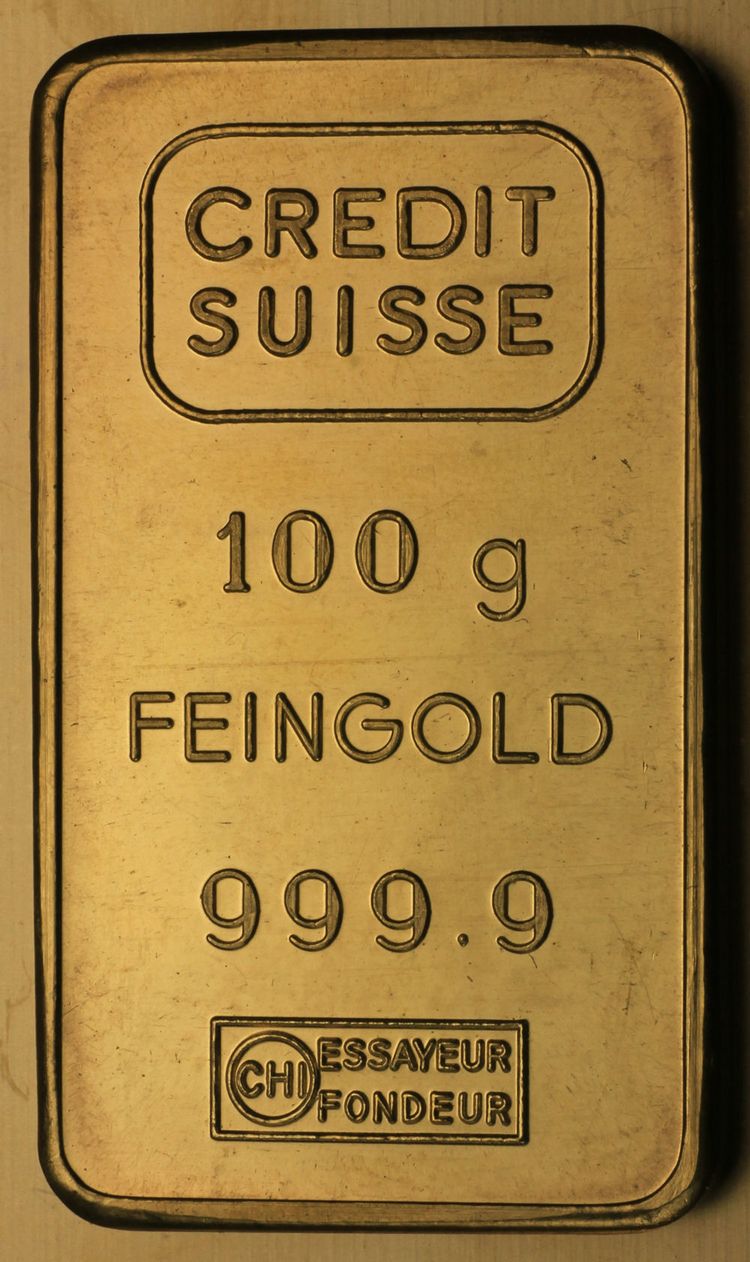 CREDIT
SUISSE
100 g
FEINGOLD
999.9
CHI
ESSAYEUR
FONDEUR